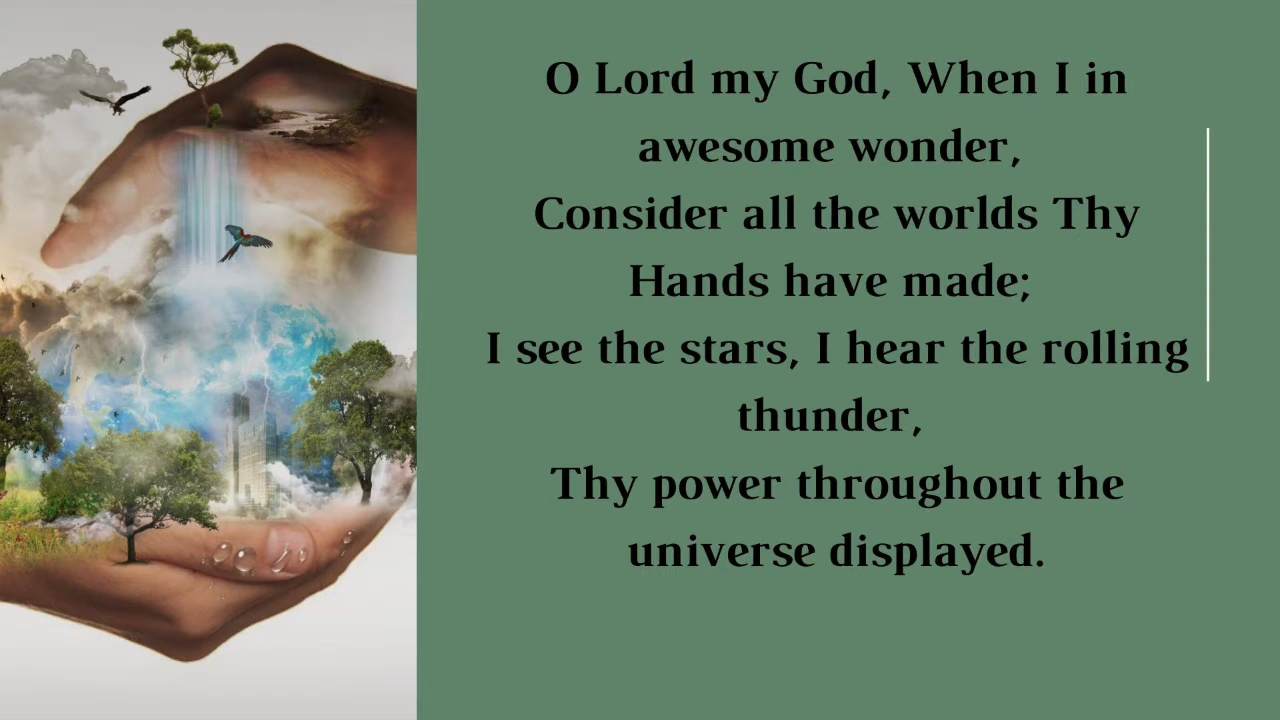 O Lord my God, When I in
awesome wonder,
Consider all the worlds Thy
Hands have made;
I see the stars, I hear the rolling
thunder,
Thy power throughout the
universe displayed.